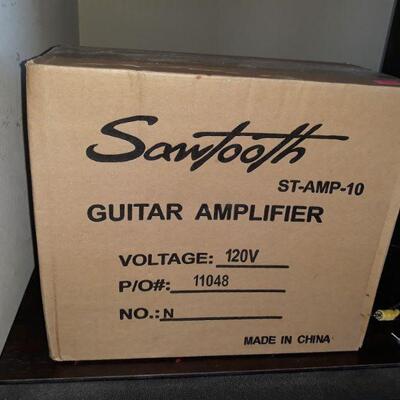 Sawtooth
ST-AMP-10
GUITAR AMPLIFIER
VOLTAGE: 120V
P/O#: 11048
NO.: N
MADE IN CHINA